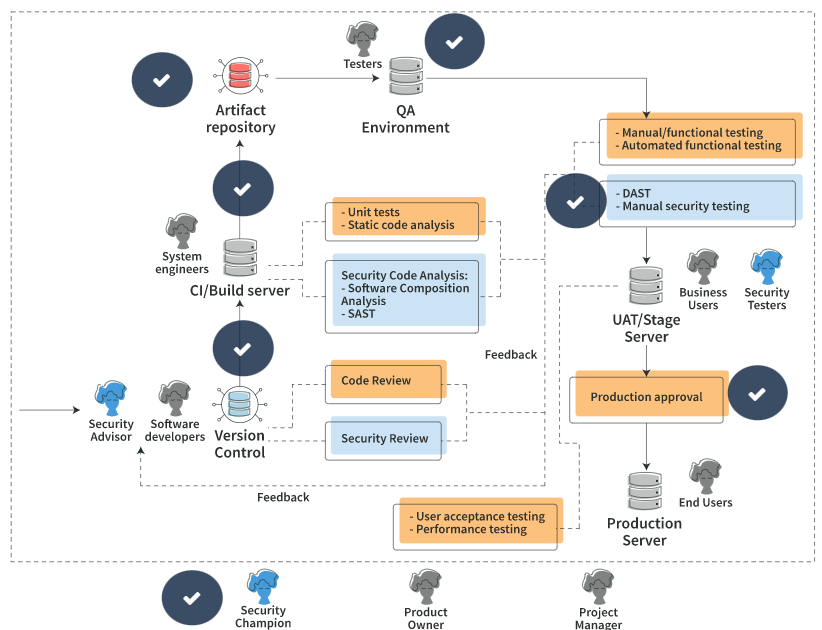 Testers
Artifact
repository
QA
Environment
- Manual/functional testing
- Automated functional testing
- DAST
- Manual security testing
- Unit tests
- Static code analysis
System
engineers
CI/Build server
Security Code Analysis:
- Software Composition
Analysis
- SAST
Business
Users
Security
Testers
UAT/Stage
Server
Feedback
Code Review
Production approval
Security
Advisor
Software
developers
Version
Control
Security Review
Feedback
End Users
- User acceptance testing
- Performance testing
Production
Server
Security
Champion
Product
Owner
Project
Manager